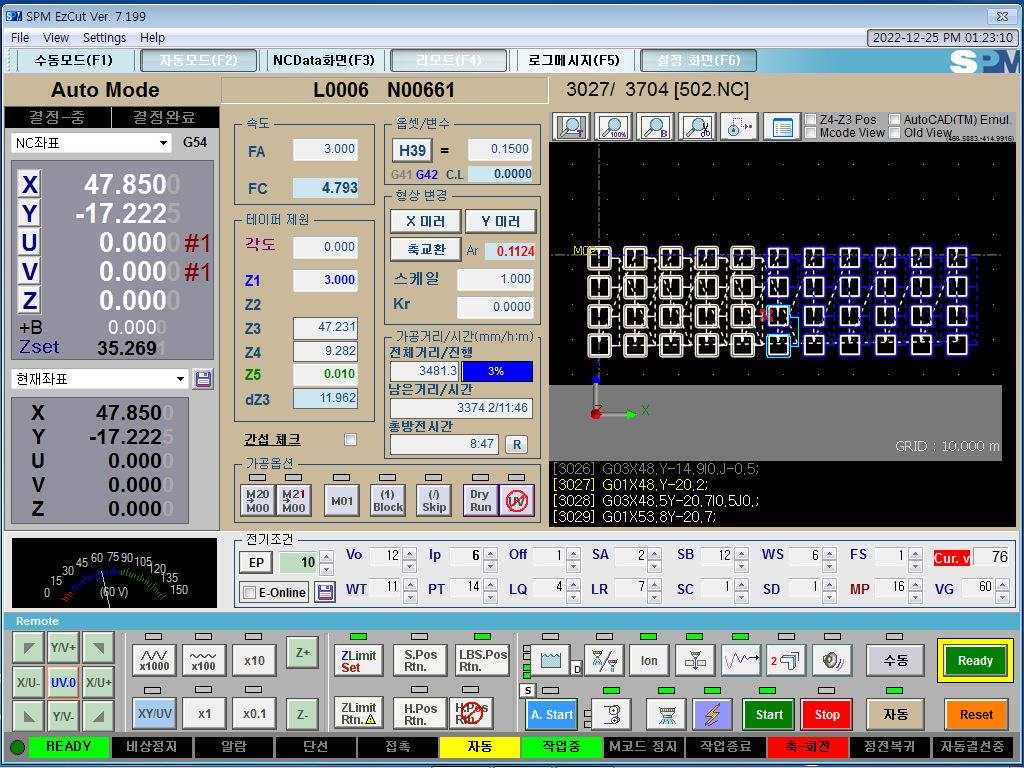 SPM EzCut Ver. 7.199
File View Settings Help
2022-12-25 PM 01:23:10
수동모드(F1) 자동모드(F2) NCData화면(F3) 리모트(F4) 로그메시지(F5) 설정 화면(F6)
SPM
Auto Mode
L0006 N00661
3027/ 3704 [502.NC]
결정-중 결정완료
NC좌표 G54
X 47.8500
Y -17.2225
U 0.0000 #1
V 0.0000 #1
Z 0.0000
+B 0.0000
Zset 35.2691
현재좌표
X 47.8500
Y -17.2225
U 0.0000
V 0.0000
Z 0.0000
속도
FA 3.000
FC 4.793
테이퍼 제원
각도 0.000
Z1 3.000
Z2
Z3 47.231
Z4 9.282
Z5 0.010
dZ3 11.962
간섭 체크
옵셋/변수
H39 = 0.1500
G41 G42 C.L 0.0000
형상 변경
X 미러 Y 미러
축교환 Ar 0.1124
스케일 1.000
Kr 0.0000
가공거리/시간(mm/h:m)
전체거리/진행
3481.3 3%
남은거리/시간
3374.2/11:46
총방전시간
8:47 R
가공옵션
M20 M00
M21 M00
M01
(1) Block
(/) Skip
Dry Run
UV
T 100% B
Z4-Z3 Pos AutoCAD(TM) Emul.
Mcode View Old View
X
GRID : 10.000 m
[3026] G03X48,Y-14,9I0,J-0,5;
[3027] G01X48,Y-20,2;
[3028] G03X48,5Y-20,7I0,5J0,;
[3029] G01X53,8Y-20,7;
0 15 30 45 60 75 90 105 120 135 150
(60 V)
전기조건
EP 10
E-Online
Vo 12 Ip 6 Off 1 SA 2 SB 12 WS 6 FS 1 Cur. v 76
WT 11 PT 14 LQ 4 LR 7 SC 1 SD 1 MP 16 VG 60
Remote
Y/V+
X/U- UV.0 X/U+
Y/V-
x1000 x100 x10 Z+
XY/UV x1 x0.1 Z-
ZLimit Set
S.Pos Rtn.
LBS.Pos Rtn.
ZLimit Rtn.
H.Pos Rtn.
D
Ion
2
수동
Ready
S
A. Start
Start
Stop
자동
Reset
READY 비상정지 알람 단선 접촉 자동 작업중 M코드 정지 작업종료 축-회전 정전복귀 자동결선중